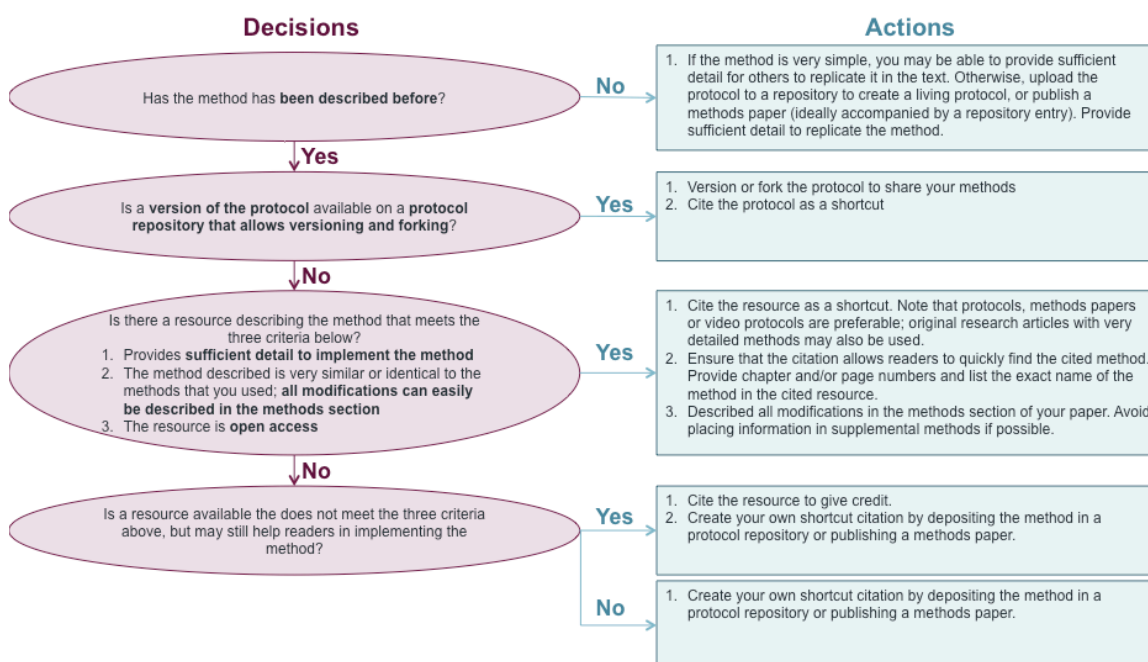 Decisions
Actions
Has the method has been described before?
No
1. If the method is very simple, you may be able to provide sufficient
detail for others to replicate it in the text. Otherwise, upload the
protocol to a repository to create a living protocol, or publish a
methods paper (ideally accompanied by a repository entry). Provide
sufficient detail to replicate the method.
Yes
Is a version of the protocol available on a protocol
repository that allows versioning and forking?
Yes
1. Version or fork the protocol to share your methods
2. Cite the protocol as a shortcut
No
Is there a resource describing the method that meets the
three criteria below?
1. Provides sufficient detail to implement the method
2. The method described is very similar or identical to the
methods that you used; all modifications can easily
be described in the methods section
3. The resource is open access
Yes
1. Cite the resource as a shortcut. Note that protocols, methods papers
or video protocols are preferable; original research articles with very
detailed methods may also be used.
2. Ensure that the citation allows readers to quickly find the cited method.
Provide chapter and/or page numbers and list the exact name of the
method in the cited resource.
3. Described all modifications in the methods section of your paper. Avoid
placing information in supplemental methods if possible.
No
Is a resource available the does not meet the three criteria
above, but may still help readers in implementing the
method?
Yes
1. Cite the resource to give credit.
2. Create your own shortcut citation by depositing the method in a
protocol repository or publishing a methods paper.
No
1. Create your own shortcut citation by depositing the method in a
protocol repository or publishing a methods paper.